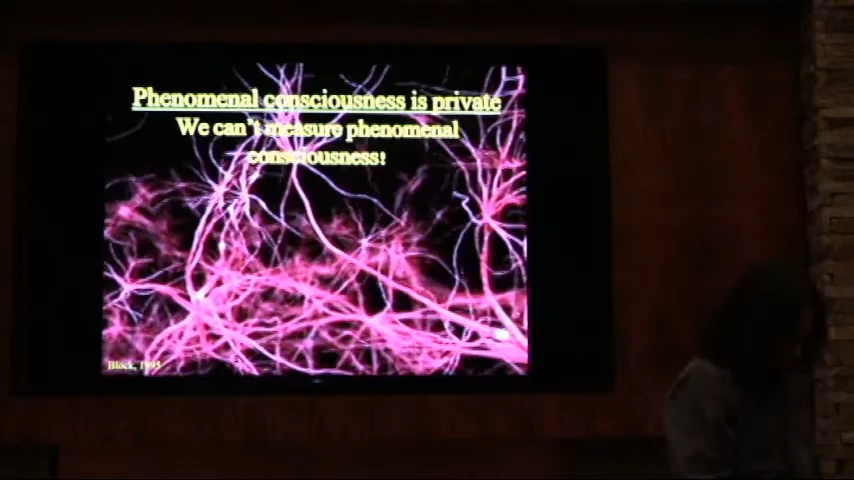 Phenomenal consciousness is private
We can't measure phenomenal
consciousness!
Block, 1995